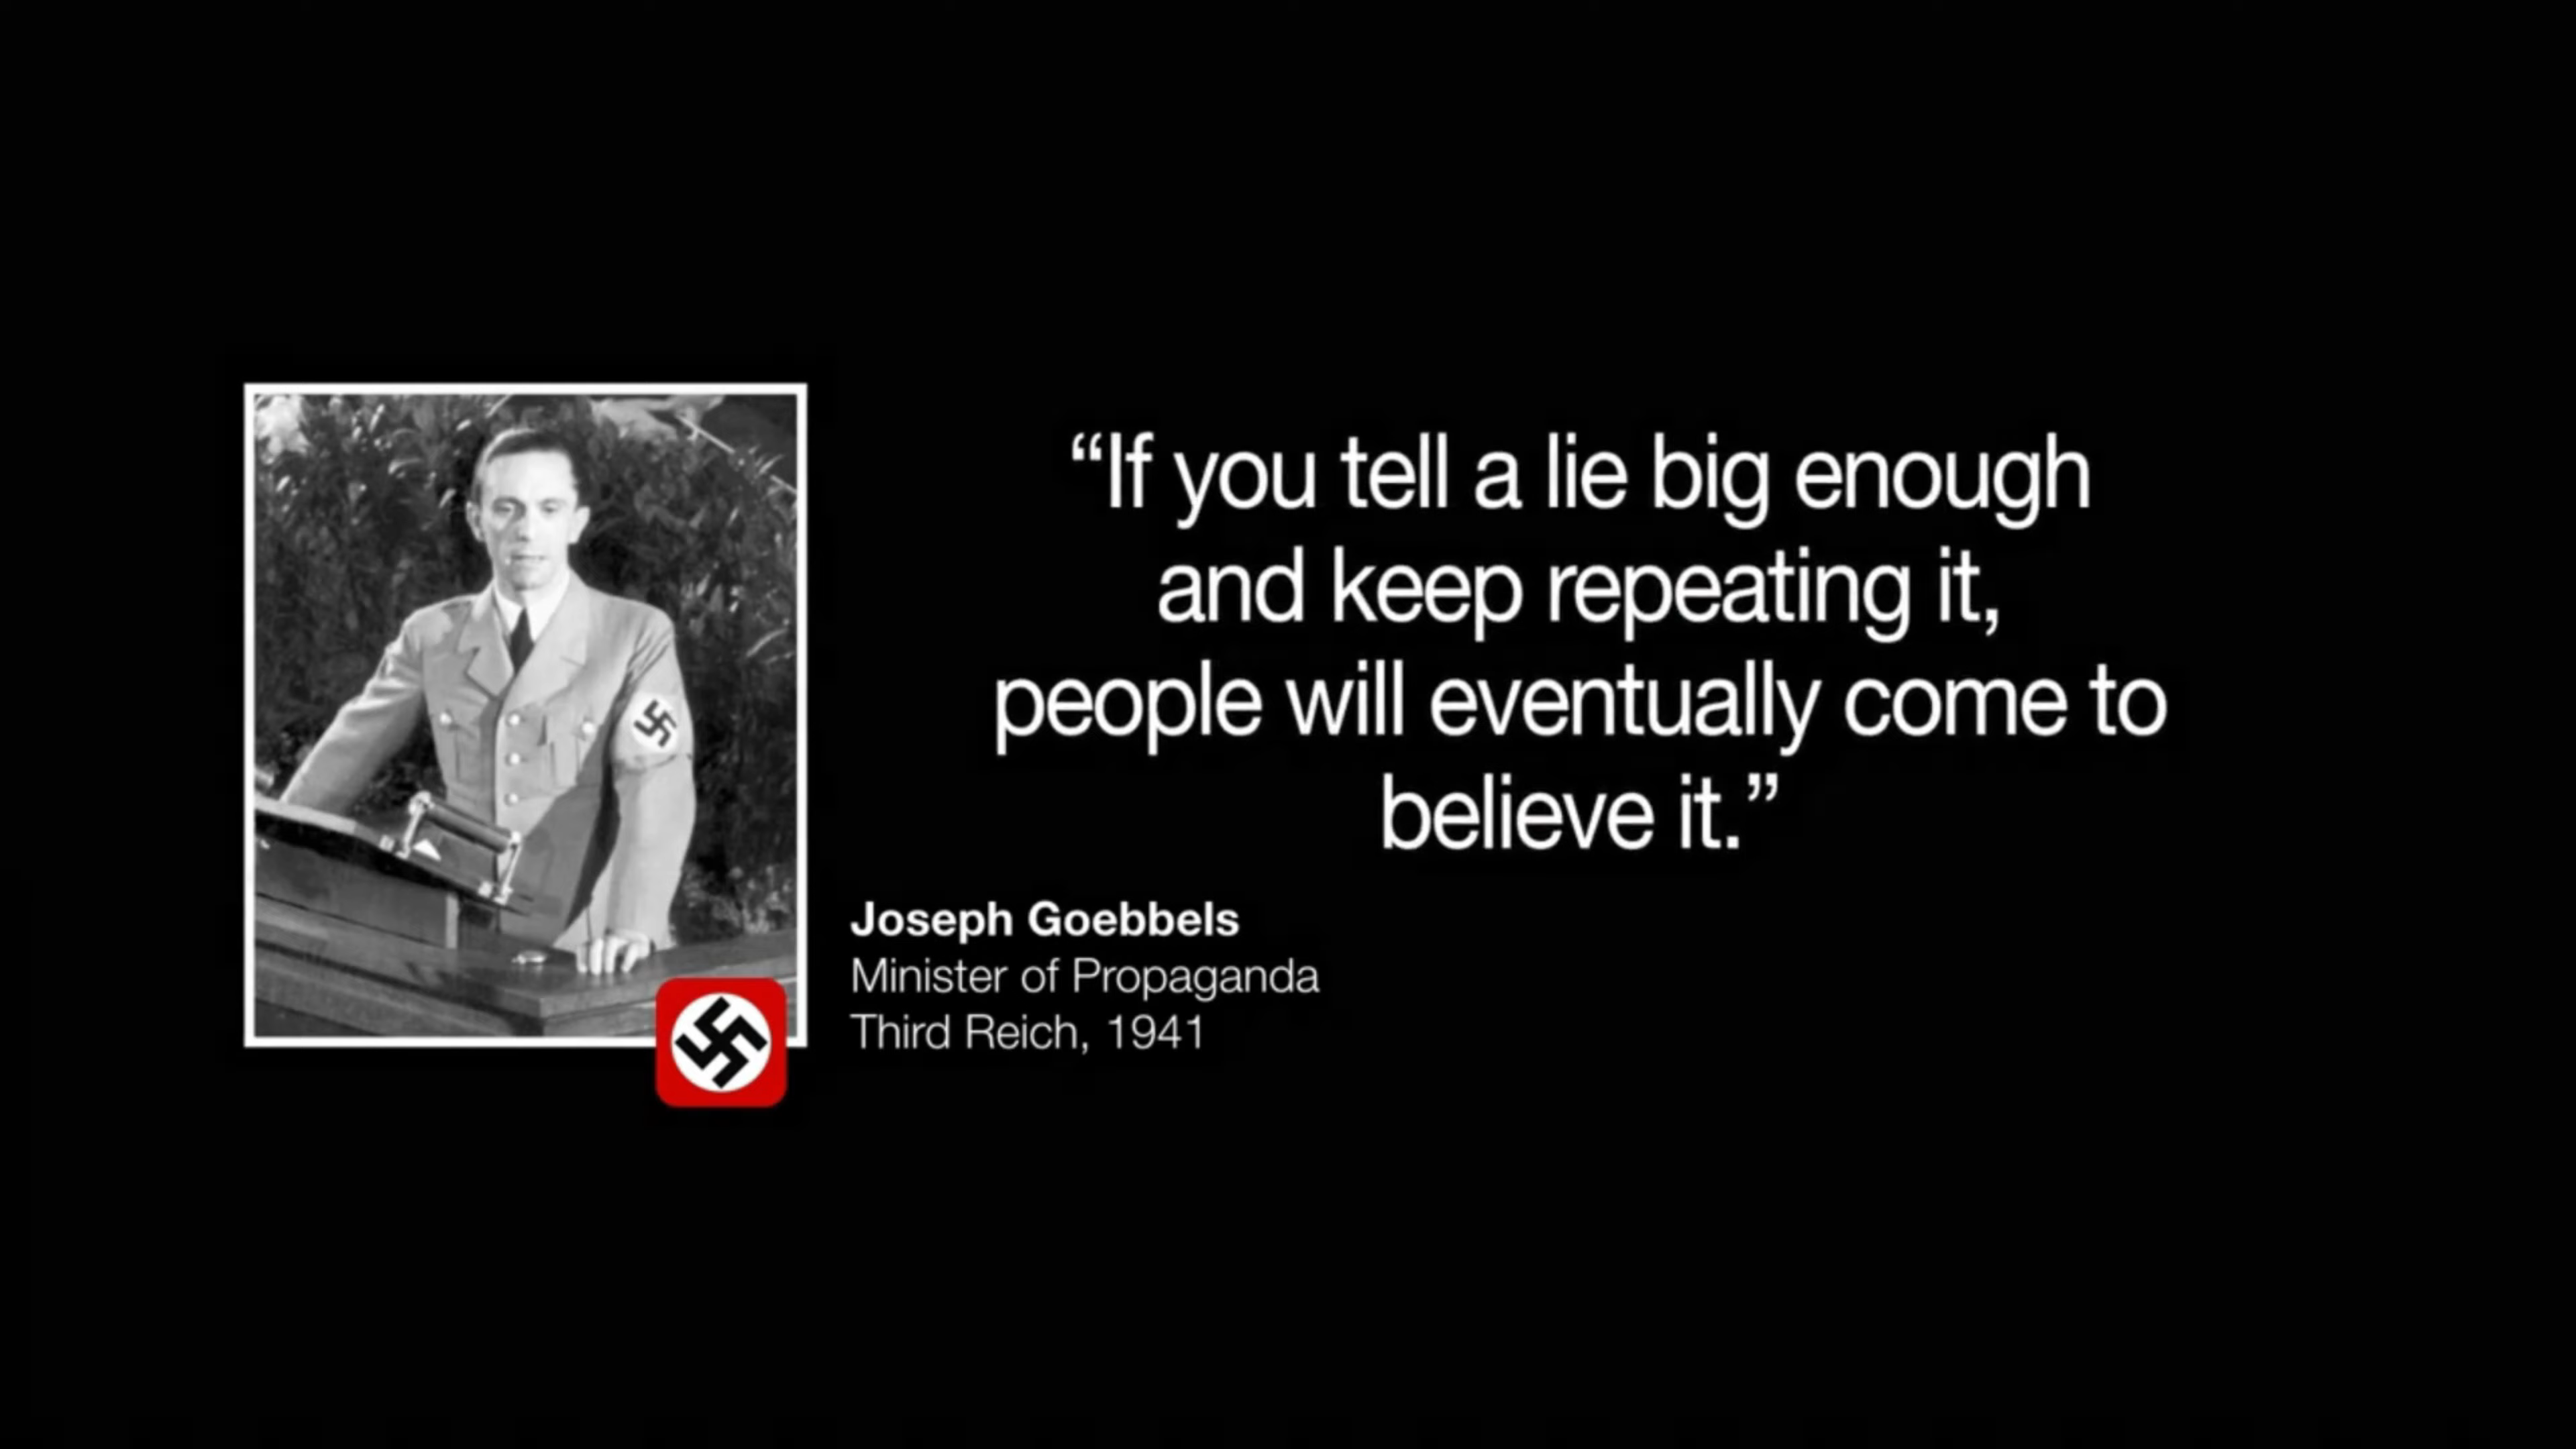 “If you tell a lie big enough
and keep repeating it,
people will eventually come to
believe it.”
Joseph Goebbels
Minister of Propaganda
Third Reich, 1941